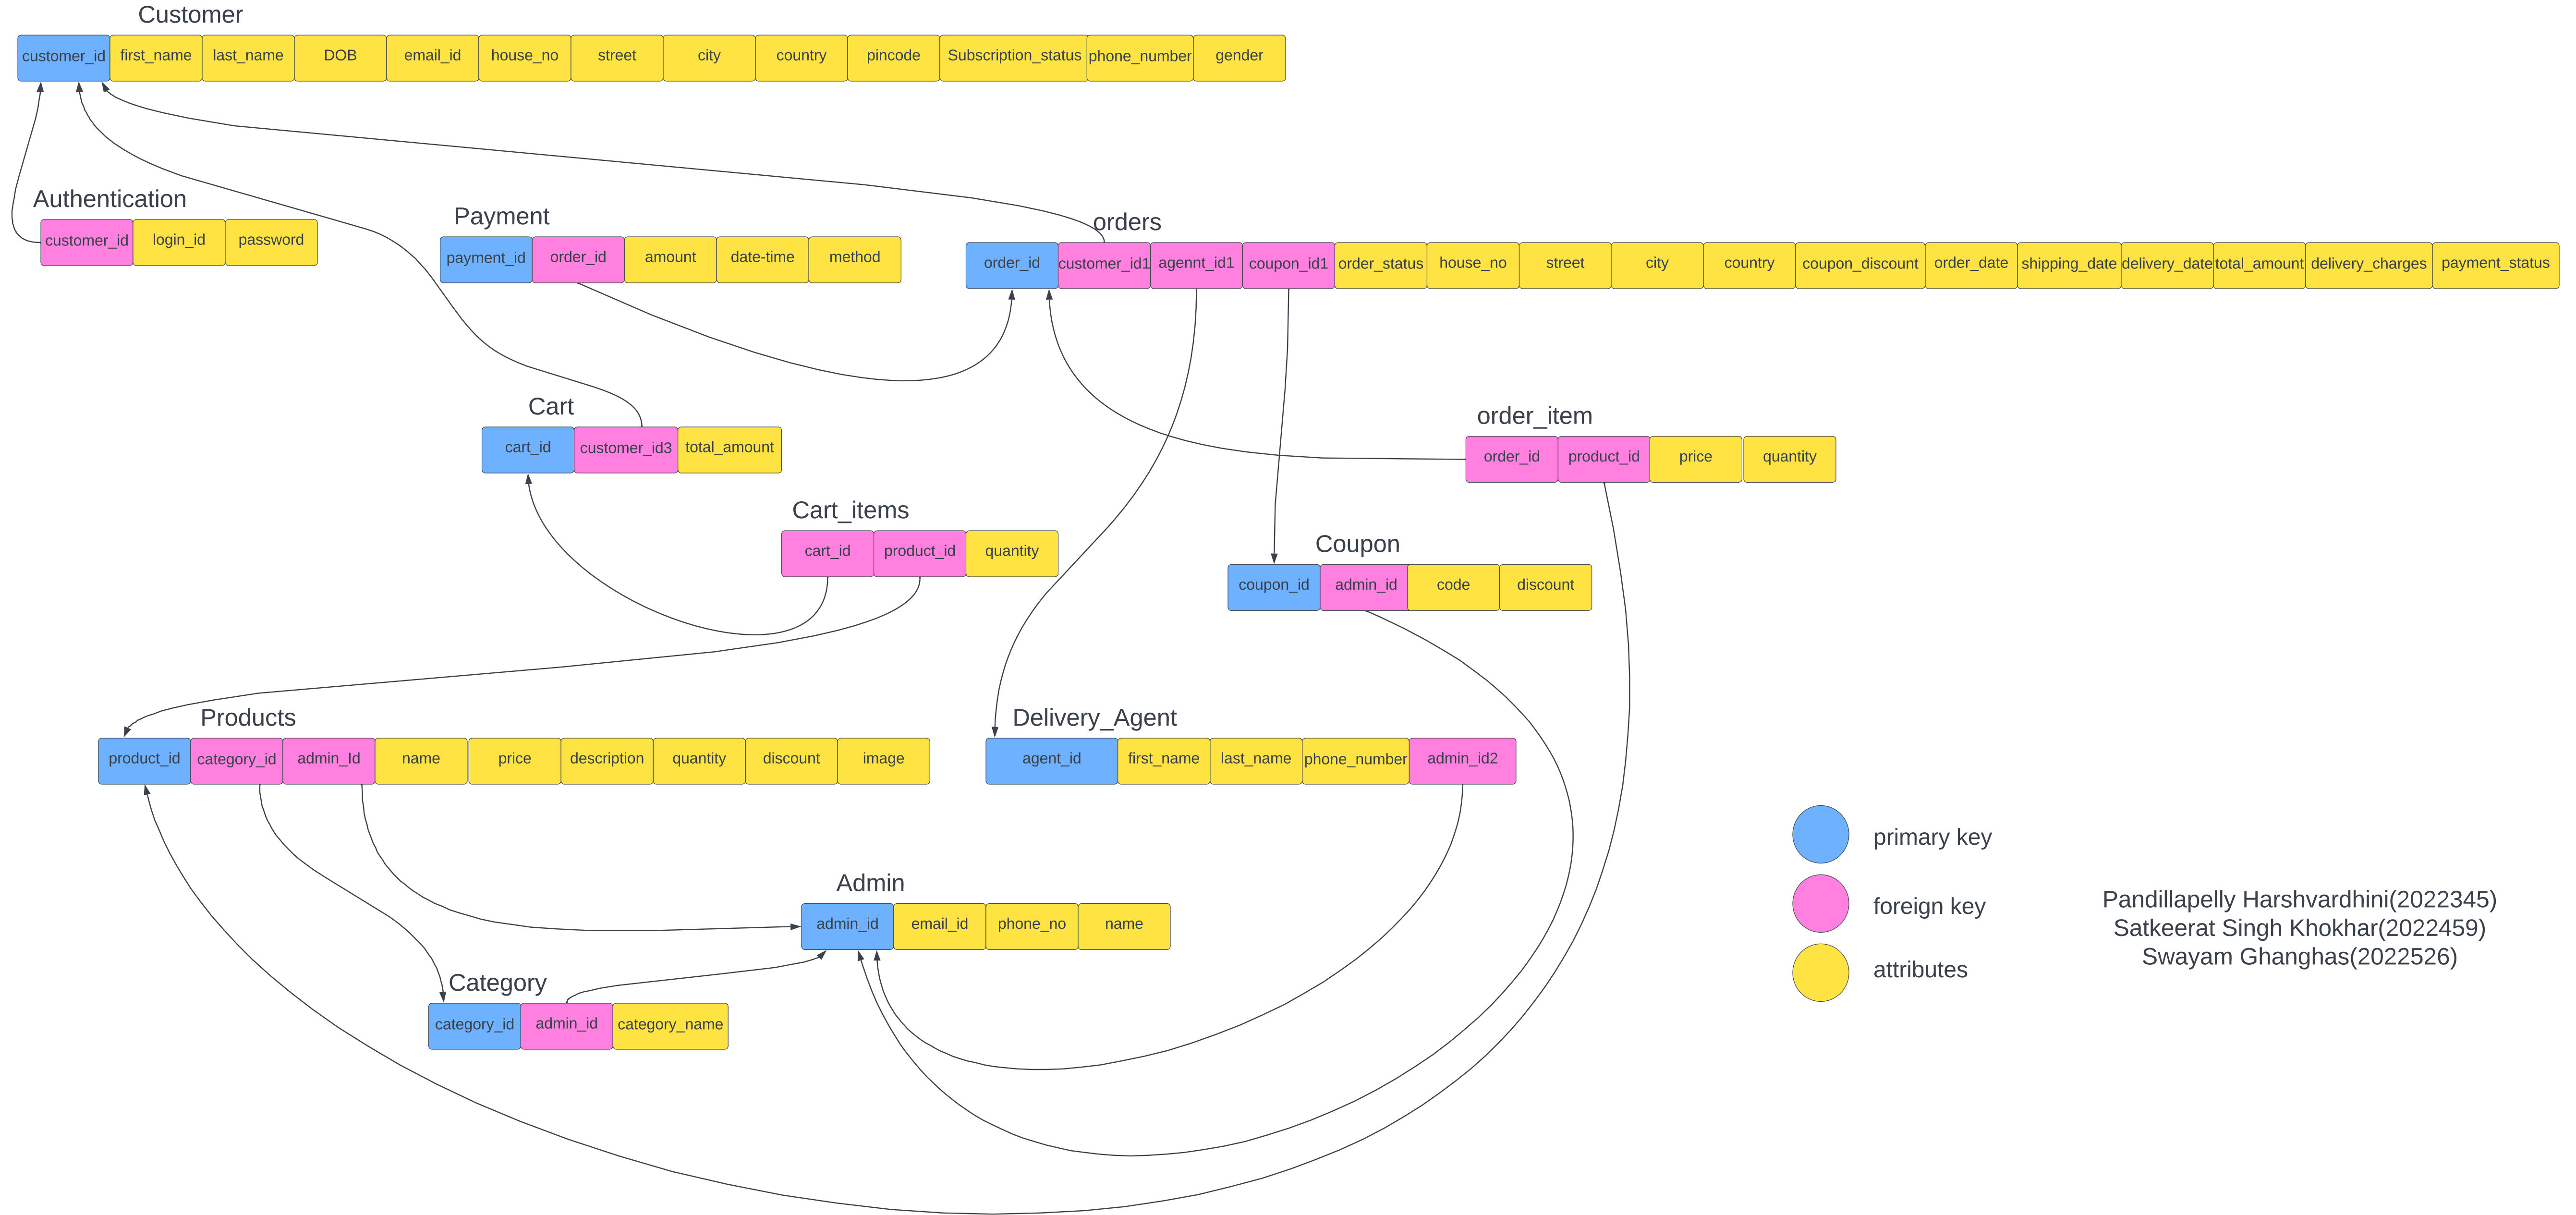 Customer
customer_id first_name last_name DOB email_id house_no street city country pincode Subscription_status phone_number gender
Authentication
customer_id login_id password
Payment
payment_id order_id amount date-time method
orders
order_id customer_id1 agennt_id1 coupon_id1 order_status house_no street city country coupon_discount order_date shipping_date delivery_date total_amount delivery_charges payment_status
Cart
cart_id customer_id3 total_amount
order_item
order_id product_id price quantity
Cart_items
cart_id product_id quantity
Coupon
coupon_id admin_id code discount
Products
product_id category_id admin_Id name price description quantity discount image
Delivery_Agent
agent_id first_name last_name phone_number admin_id2
Admin
admin_id email_id phone_no name
Category
category_id admin_id category_name
primary key
foreign key
attributes
Pandillapelly Harshvardhini(2022345)
Satkeerat Singh Khokhar(2022459)
Swayam Ghanghas(2022526)